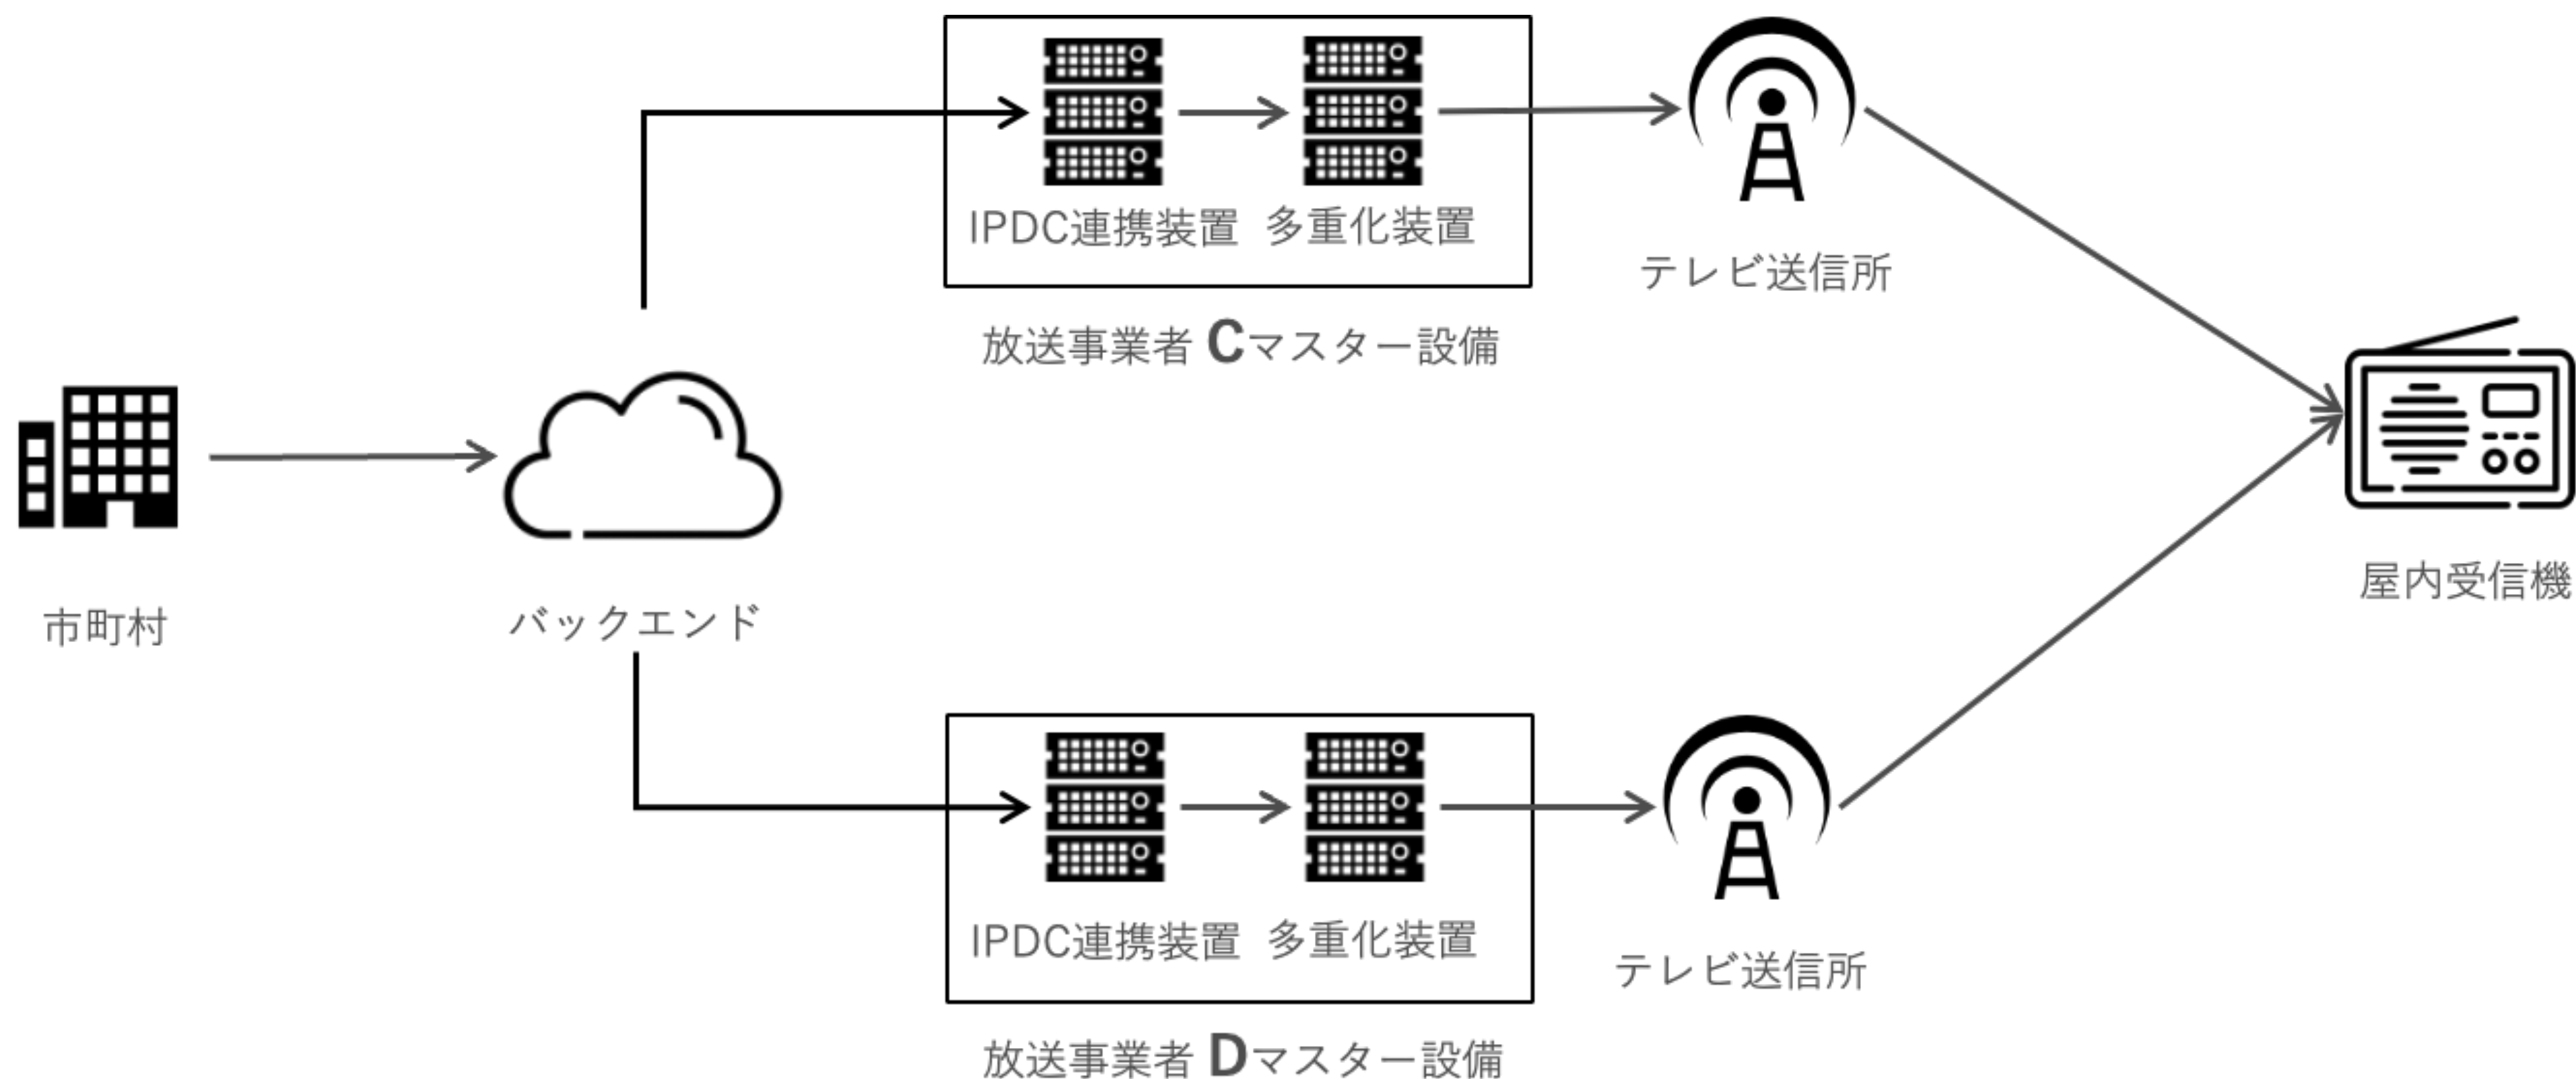 IPDC連携装置
多重化装置
テレビ送信所
放送事業者 Cマスター設備
屋内受信機
市町村
バックエンド
IPDC連携装置
多重化装置
テレビ送信所
放送事業者 Dマスター設備